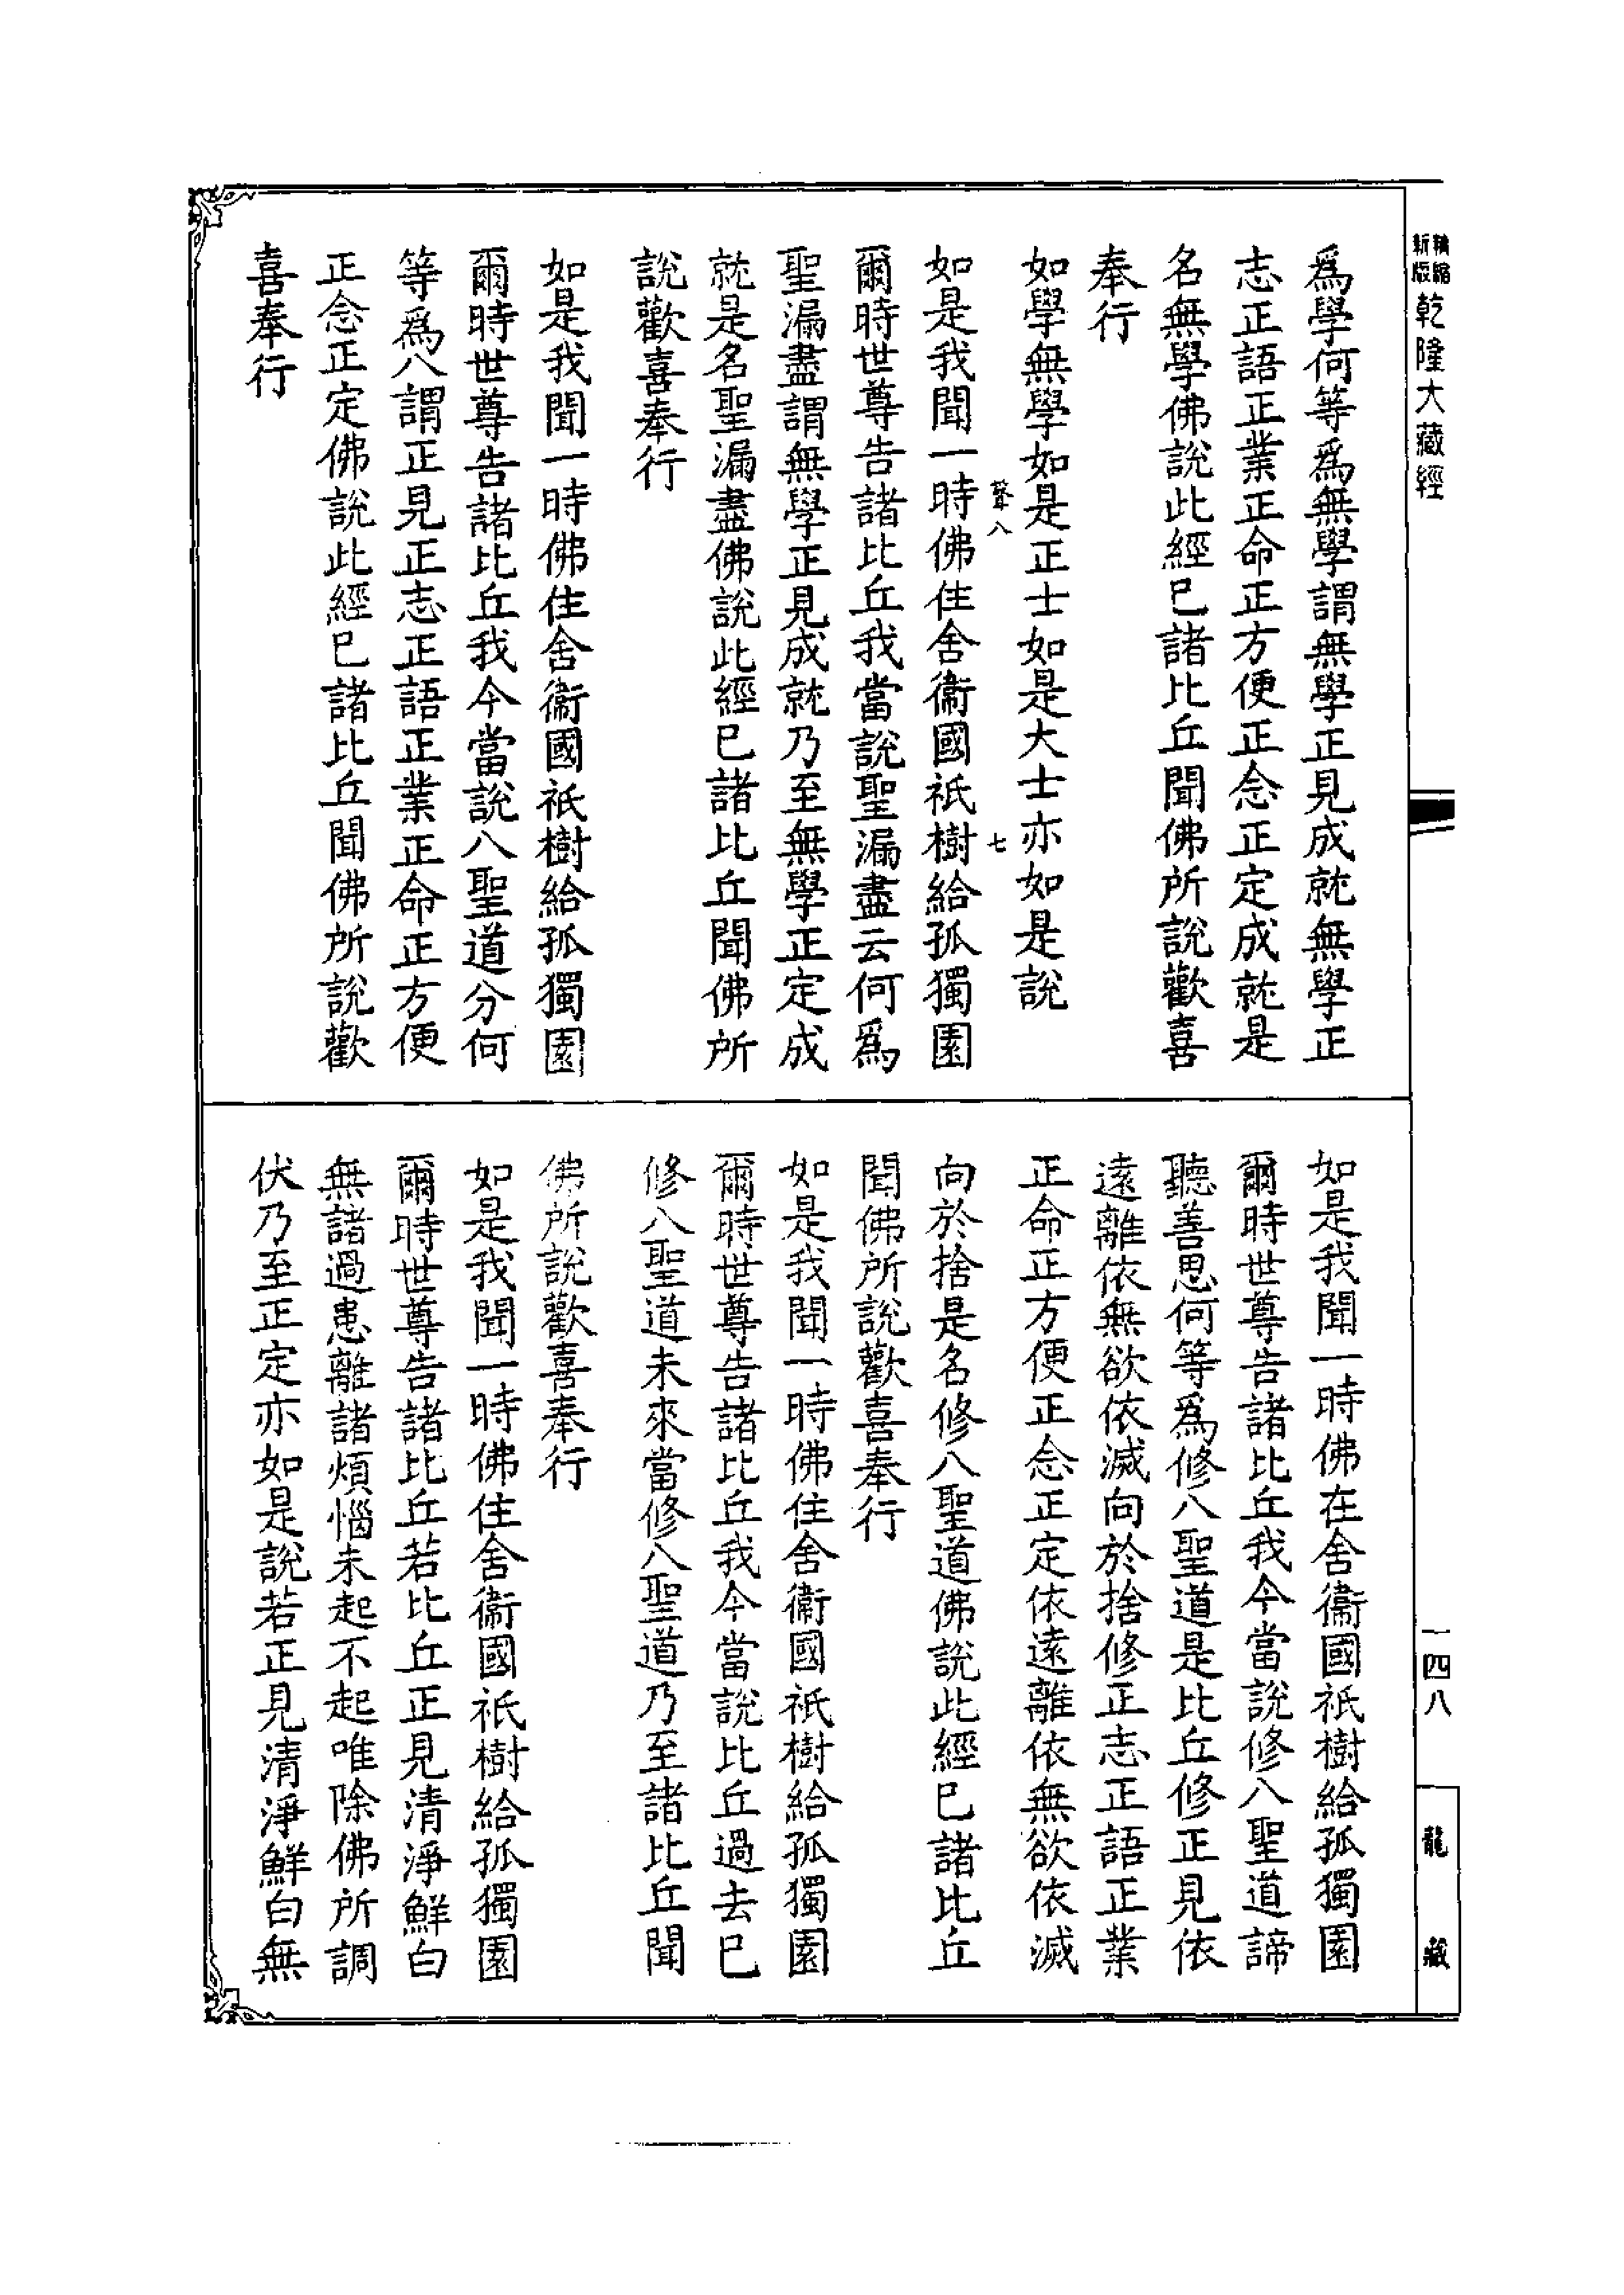 精縮
新版
乾隆大藏經
爲學何等爲無學謂無學正見成就無學正
志正語正業正命正方便正念正定成就是
名無學佛說此經已諸比丘聞佛所說歡喜
奉行
如學無學如是正士如是大士亦如是說
聲八 七
如是我聞一時佛住舍衞國祇樹給孤獨園
爾時世尊告諸比丘我當說聖漏盡云何爲
聖漏盡謂無學正見成就乃至無學正定成
就是名聖漏盡佛說此經已諸比丘聞佛所
說歡喜奉行
如是我聞一時佛住舍衞國祇樹給孤獨園
爾時世尊告諸比丘我今當說八聖道分何
等爲八謂正見正志正語正業正命正方便
正念正定佛說此經已諸比丘聞佛所說歡
喜奉行
如是我聞一時佛在舍衞國祇樹給孤獨園
爾時世尊告諸比丘我今當說修八聖道諦
聽善思何等爲修八聖道是比丘修正見依
遠離依無欲依滅向於捨修正志正語正業
正命正方便正念正定依遠離依無欲依滅
向於捨是名修八聖道佛說此經已諸比丘
聞佛所說歡喜奉行
如是我聞一時佛住舍衞國祇樹給孤獨園
爾時世尊告諸比丘我今當說比丘過去已
修八聖道未來當修八聖道乃至諸比丘聞
佛所說歡喜奉行
如是我聞一時佛住舍衞國祇樹給孤獨園
爾時世尊告諸比丘若比丘正見清淨鮮白
無諸過患離諸煩惱未起不起唯除佛所調
伏乃至正定亦如是說若正見清淨鮮白無
一四八
龍藏